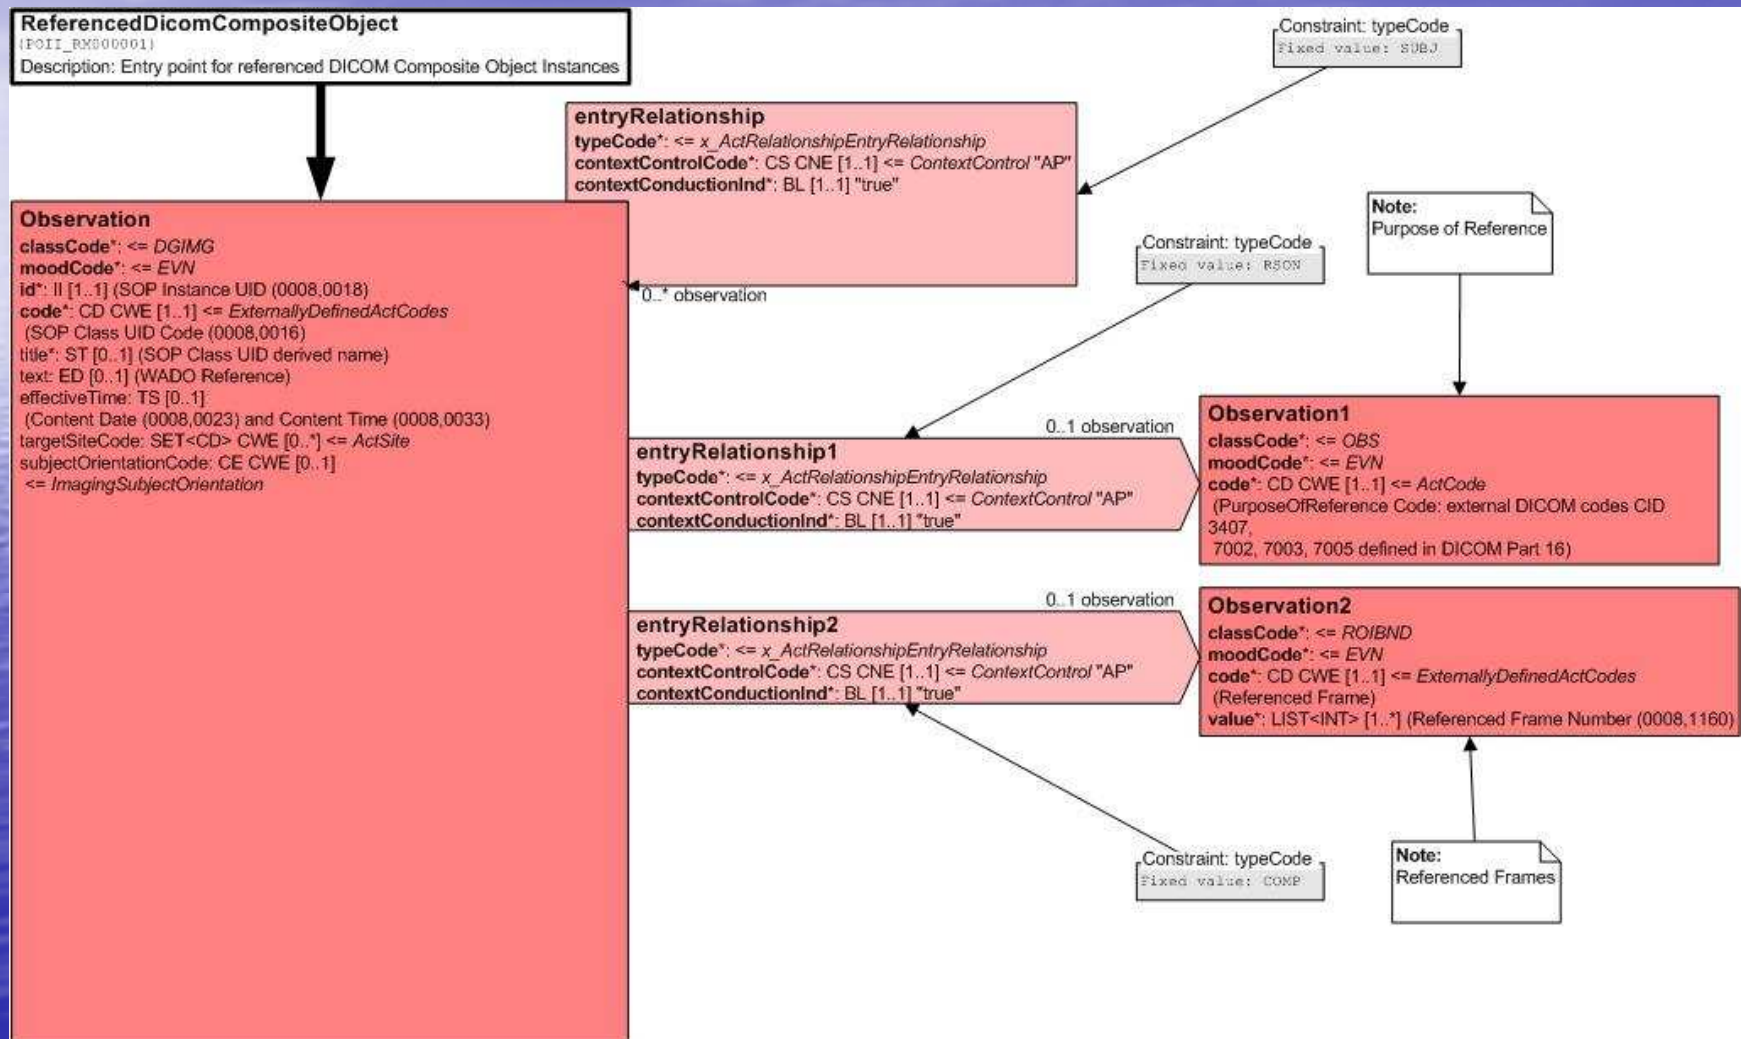 ReferencedDicomCompositeObject
(POII_RM000001)
Description: Entry point for referenced DICOM Composite Object Instances
Constraint: typeCode
Fixed value: SUBJ
entryRelationship
typeCode*: <= x_ActRelationshipEntryRelationship
contextControlCode*: CS CNE [1..1] <= ContextControl "AP"
contextConductionInd*: BL [1..1] "true"
0..* observation
Note:
Purpose of Reference
Constraint: typeCode
Fixed value: RSON
Observation
classCode*: <= DGIMG
moodCode*: <= EVN
id*: II [1..1] (SOP Instance UID (0008,0018)
code*: CD CWE [1..1] <= ExternallyDefinedActCodes
(SOP Class UID Code (0008,0016)
title*: ST [0..1] (SOP Class UID derived name)
text: ED [0..1] (WADO Reference)
effectiveTime: TS [0..1]
(Content Date (0008,0023) and Content Time (0008,0033)
targetSiteCode: SET<CD> CWE [0..*] <= ActSite
subjectOrientationCode: CE CWE [0..1]
<= ImagingSubjectOrientation
0..1 observation
entryRelationship1
typeCode*: <= x_ActRelationshipEntryRelationship
contextControlCode*: CS CNE [1..1] <= ContextControl "AP"
contextConductionInd*: BL [1..1] "true"
Observation1
classCode*: <= OBS
moodCode*: <= EVN
code*: CD CWE [1..1] <= ActCode
(PurposeOfReference Code: external DICOM codes CID
3407,
7002, 7003, 7005 defined in DICOM Part 16)
0..1 observation
entryRelationship2
typeCode*: <= x_ActRelationshipEntryRelationship
contextControlCode*: CS CNE [1..1] <= ContextControl "AP"
contextConductionInd*: BL [1..1] "true"
Observation2
classCode*: <= ROIBND
moodCode*: <= EVN
code*: CD CWE [1..1] <= ExternallyDefinedActCodes
(Referenced Frame)
value*: LIST<INT> [1..*] (Referenced Frame Number (0008,1160)
Constraint: typeCode
Fixed value: COMP
Note:
Referenced Frames